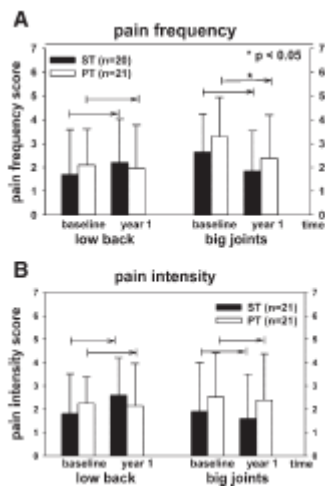 A
pain frequency
7
6
5
4
3
2
1
0
pain frequency score
ST (n=20)
PT (n=21)
* p < 0.05
*
7
6
5
4
3
2
1
0
baseline year 1 baseline year 1 time
low back big joints
B
pain intensity
7
6
5
4
3
2
1
0
pain intensity score
ST (n=21)
PT (n=21)
7
6
5
4
3
2
1
0
baseline year 1 baseline year 1 time
low back big joints